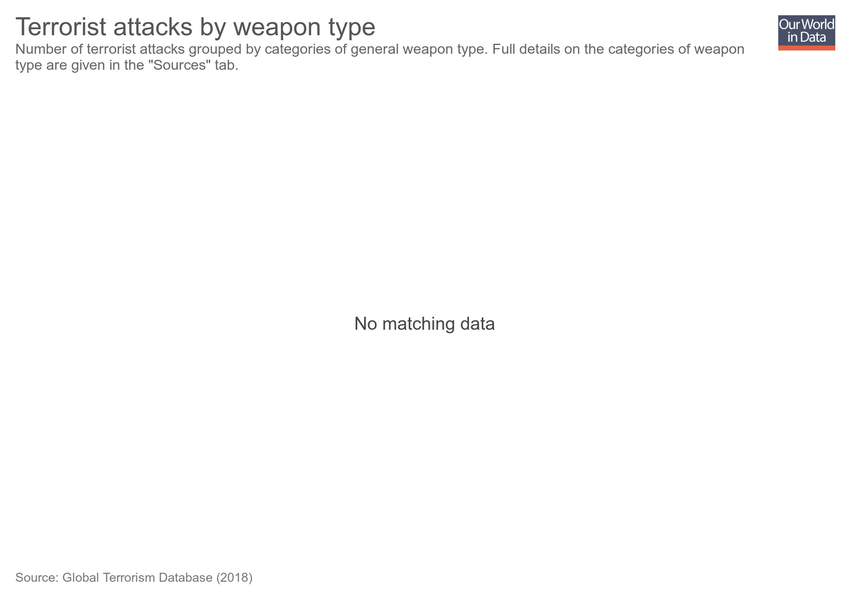 Terrorist attacks by weapon type
Number of terrorist attacks grouped by categories of general weapon type. Full details on the categories of weapon
type are given in the "Sources" tab.
Our World
in Data
No matching data
Source: Global Terrorism Database (2018)